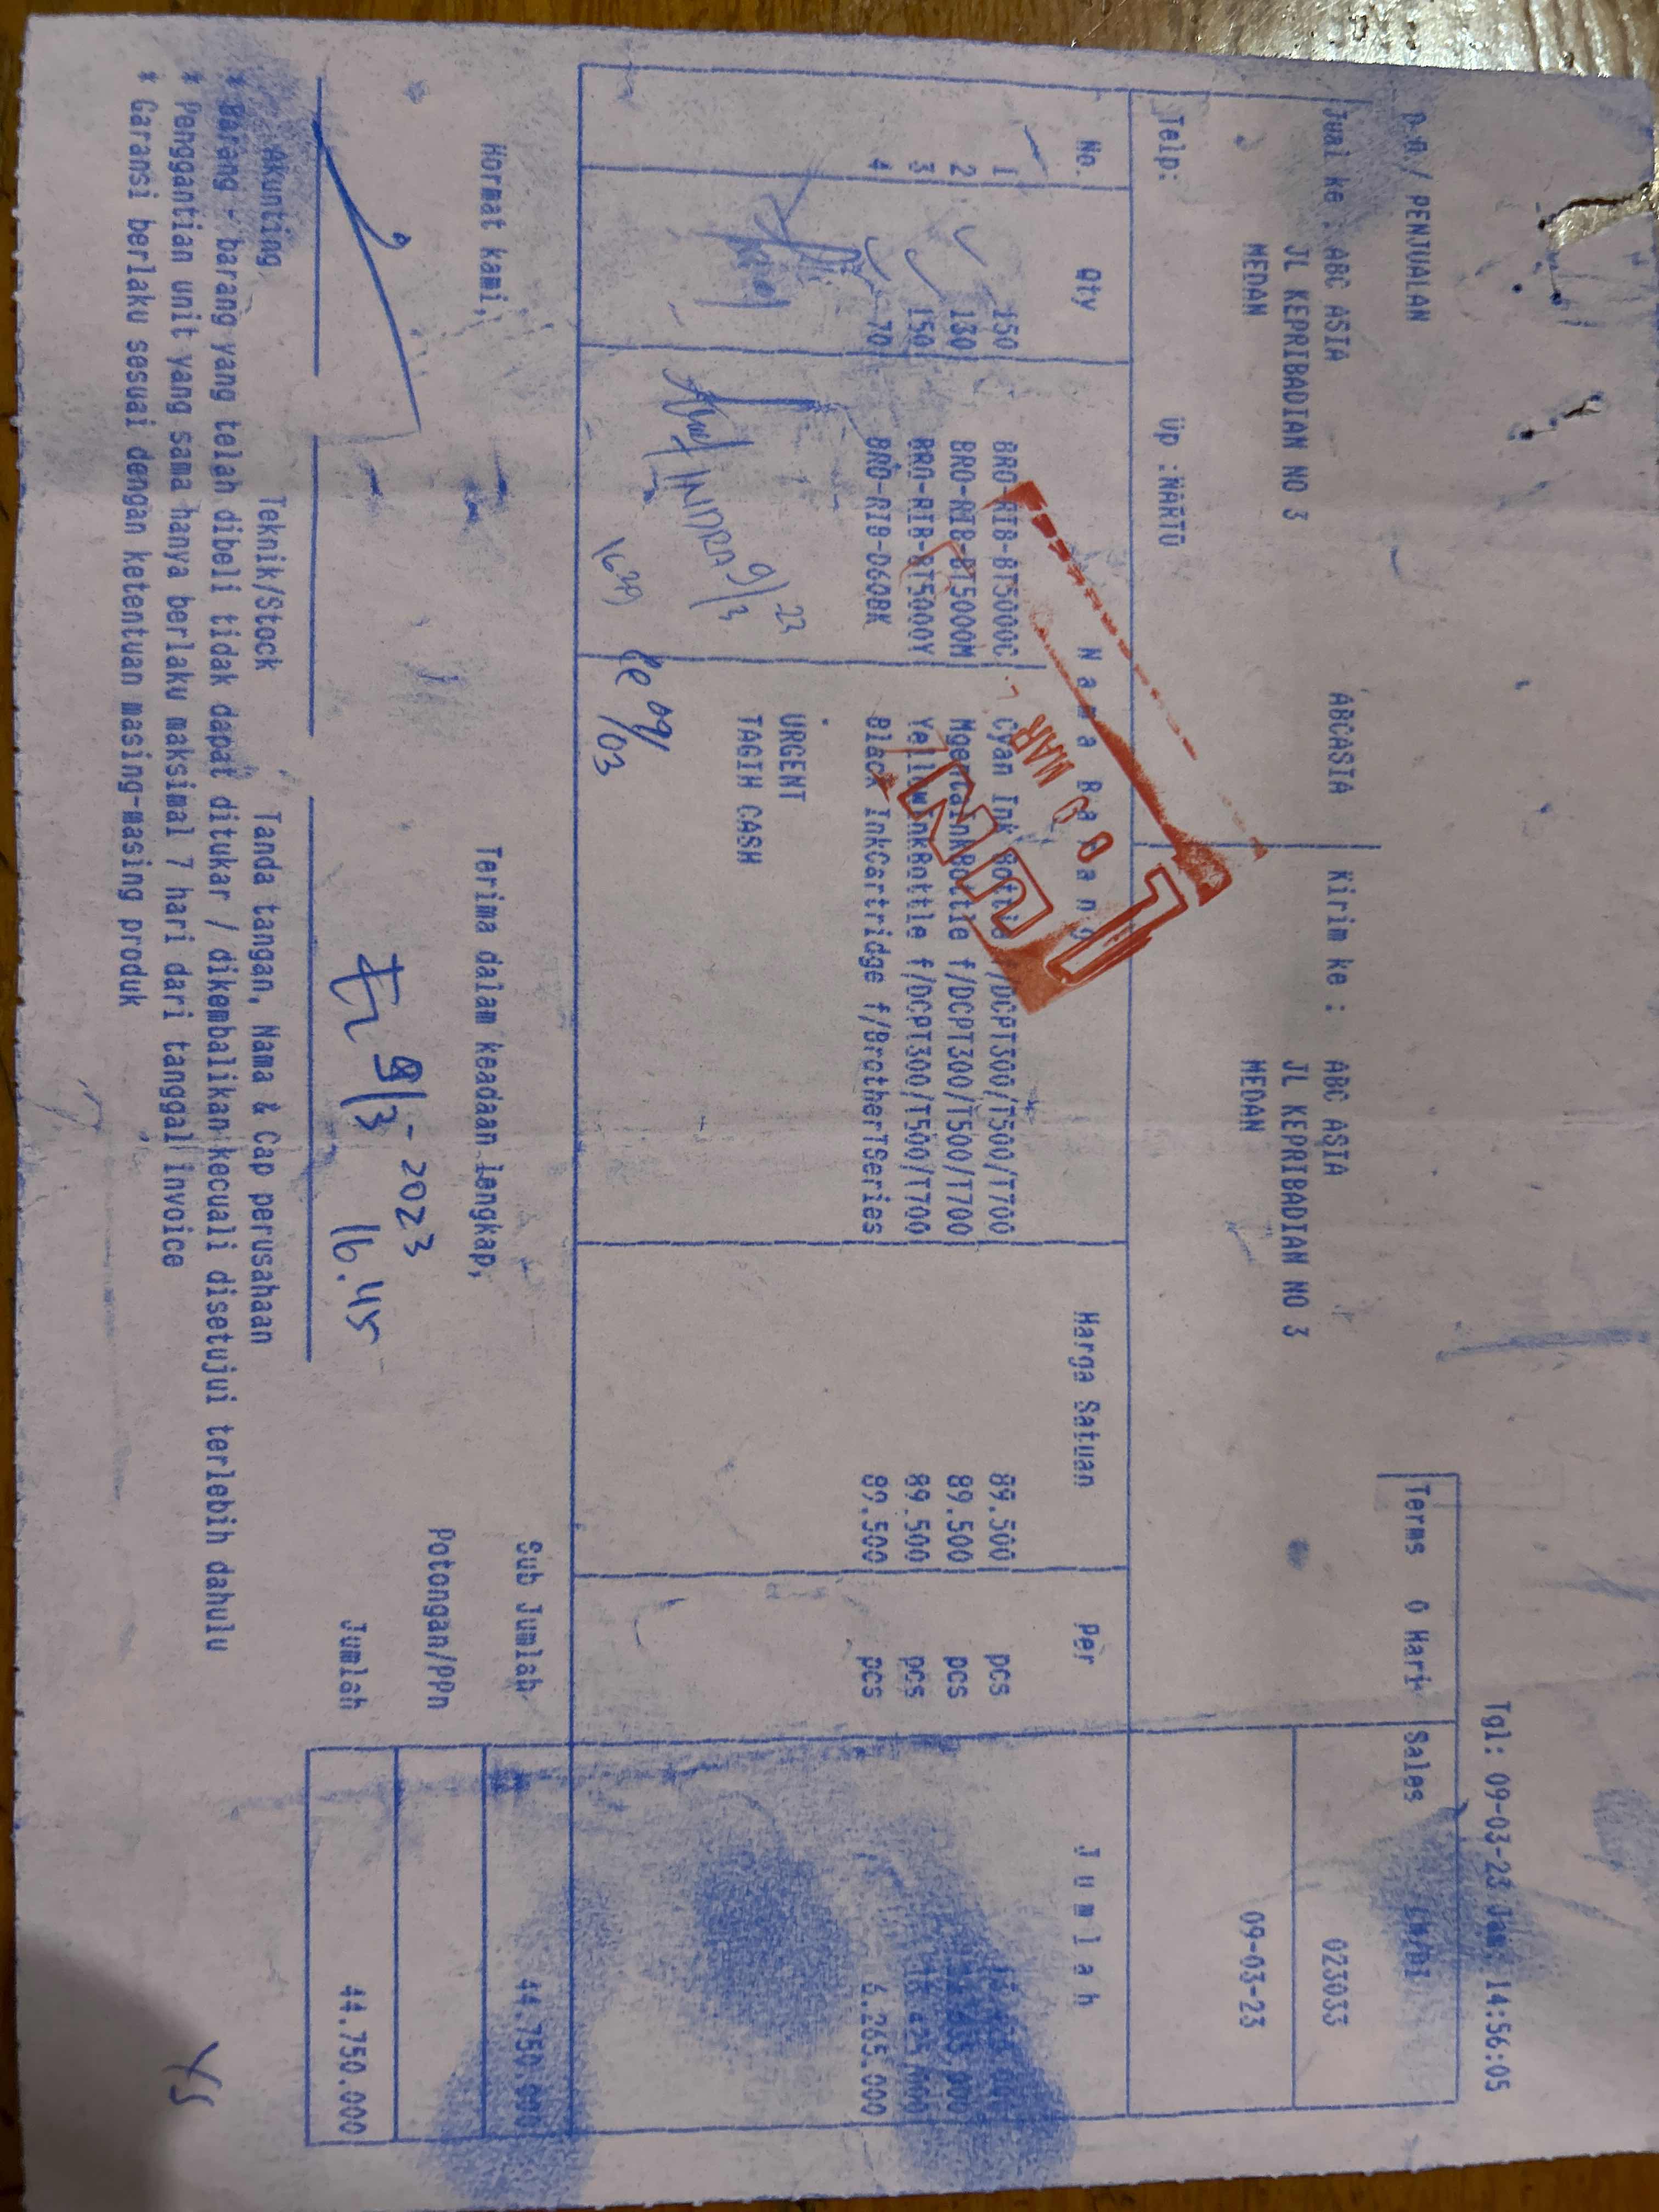 Tgl: 09-03-23 Jam 14:56:05
PENJUALAN
Terms 0 Hari Sales
Jual ke : ABC ASIA ABCASIA Kirim ke : ABC ASIA 023033
JL KEPRIBADIAN NO 3 JL KEPRIBADIAN NO 3
MEDAN MEDAN 09-03-23
Telp: Up :NARTO
No. Qty Nama Barang Harga Satuan Per Jumlah
1 150 BRO-RIB-BT5000C Cyan Ink Bottle f/DCPT300/T500/T700 89.500 pcs
2 130 BRO-RIB-BT5000M MgentaInkBottle f/DCPT300/T500/T700 89.500 pcs
3 150 BRO-RIB-BT5000Y YellowInkBottle f/DCPT300/T500/T700 89.500 pcs
4 70 BRO-RIB-D60BK Black InkCartridge f/BrotherTSeries 89.500 pcs 6.265.000
MAR
URGENT
TAGIH CASH
INDRA 9/3 -23
09/03
Sub Jumlah 44.750.000
Hormat kami, Terima dalam keadaan lengkap,
Potongan/PPn
9/3-2023
16.45
Jumlah 44.750.000
Akunting Teknik/Stock Tanda tangan, Nama & Cap perusahaan
* Barang - barang yang telah dibeli tidak dapat ditukar / dikembalikan kecuali disetujui terlebih dahulu
* Penggantian unit yang sama hanya berlaku maksimal 7 hari dari tanggal invoice
* Garansi berlaku sesuai dengan ketentuan masing-masing produk